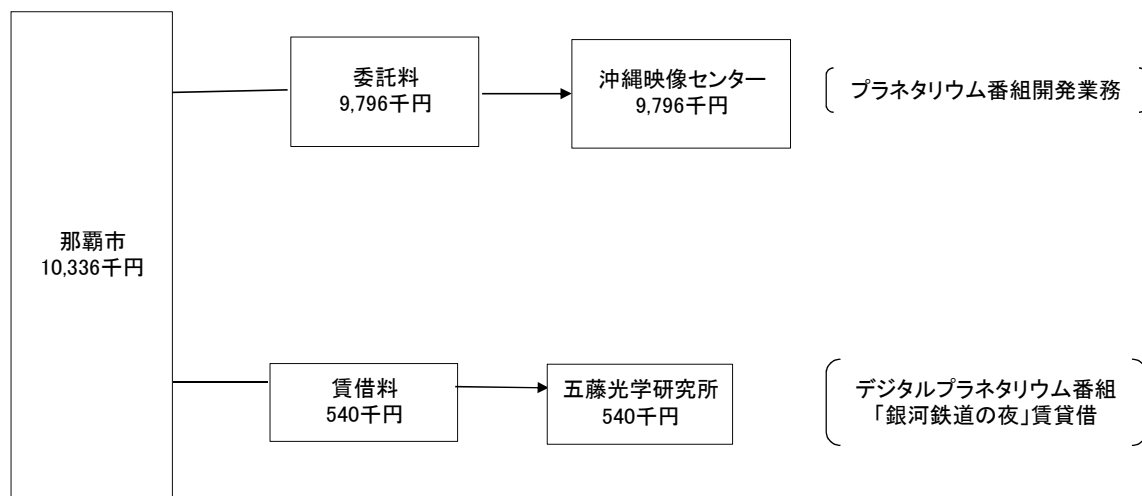 委託料
9,796千円
沖縄映像センター
9,796千円
プラネタリウム番組開発業務
那覇市
10,336千円
賃借料
540千円
五藤光学研究所
540千円
デジタルプラネタリウム番組
「銀河鉄道の夜」賃貸借